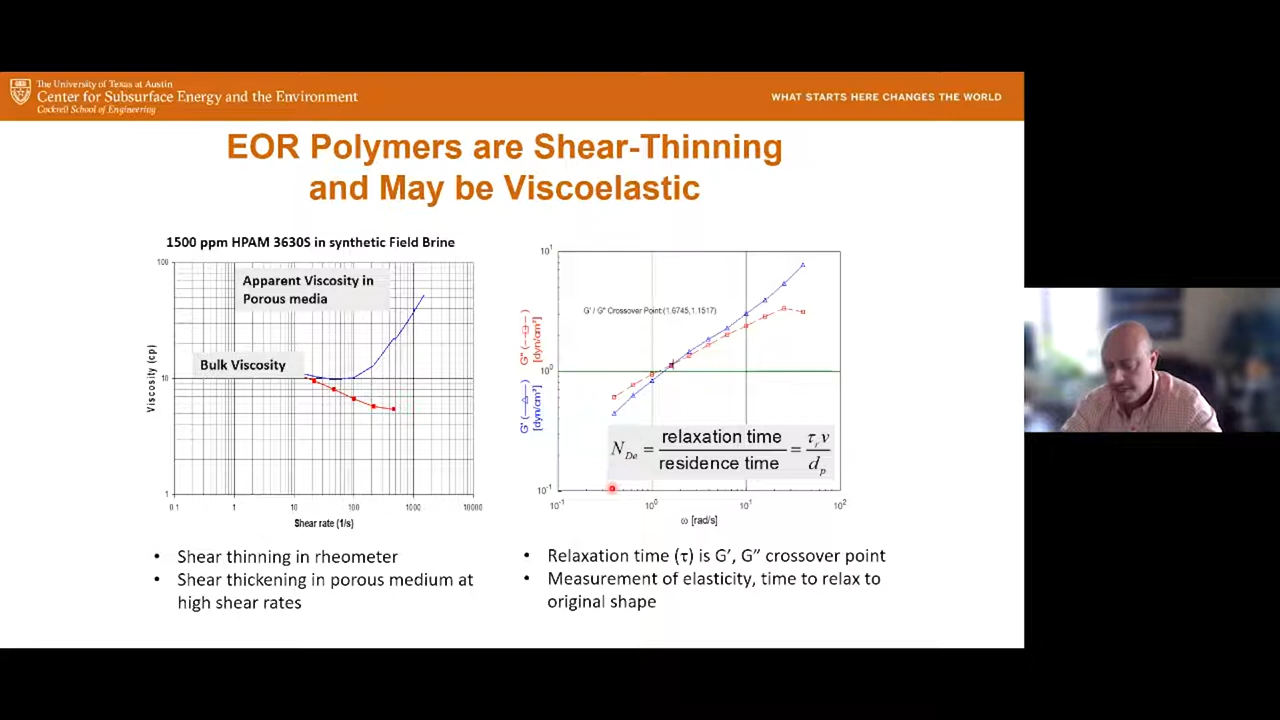 The University of Texas at Austin
Center for Subsurface Energy and the Environment
Cockrell School of Engineering
WHAT STARTS HERE CHANGES THE WORLD
EOR Polymers are Shear-Thinning
and May be Viscoelastic
1500 ppm HPAM 3630S in synthetic Field Brine
100
10
1
Viscosity (cp)
Apparent Viscosity in
Porous media
Bulk Viscosity
0.1 1 10 100 1000 10000
Shear rate (1/s)
10¹
10⁰
10⁻¹
G' (—△—) G" (—□—)
[dyn/cm²] [dyn/cm²]
G' / G" Crossover Point:(1.6745,1.1517)
N_De = relaxation time / residence time = τ_r v / d_p
10⁻¹ 10⁰ 10¹ 10²
ω [rad/s]
• Shear thinning in rheometer
• Shear thickening in porous medium at
high shear rates
• Relaxation time (τ) is G′, G″ crossover point
• Measurement of elasticity, time to relax to
original shape